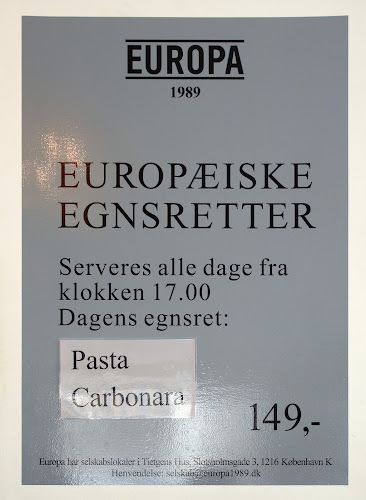 EUROPA
1989
EUROPÆISKE
EGNSRETTER
Serveres alle dage fra
klokken 17.00
Dagens egnsret:
Pasta
Carbonara
149,-
Europa har selskabslokaler i Tietgens Hus, Slotsholmsgade 3, 1216 København K
Henvendelse: selskab@europa1989.dk